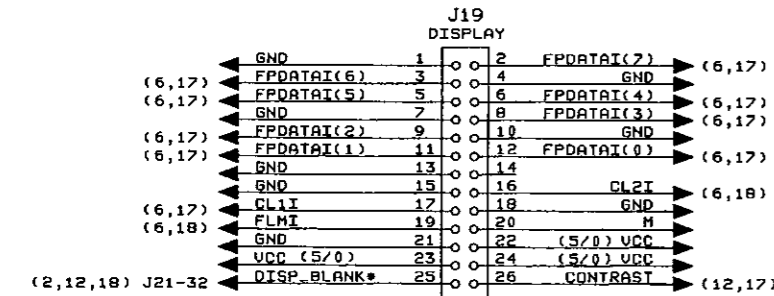 J19
DISPLAY
GND 1 2 FPDATAI(7) (6,17)
(6,17) FPDATAI(6) 3 4 GND
(6,17) FPDATAI(5) 5 6 FPDATAI(4) (6,17)
GND 7 8 FPDATAI(3) (6,17)
(6,17) FPDATAI(2) 9 10 GND
(6,17) FPDATAI(1) 11 12 FPDATAI(0) (6,17)
GND 13 14
GND 15 16 CL2I (6,18)
(6,17) CL1I 17 18 GND
(6,18) FLMI 19 20 M
GND 21 22 (5/0) VCC
VCC (5/0) 23 24 (5/0) VCC
(2,12,18) J21-32 DISP_BLANK* 25 26 CONTRAST (12,17)